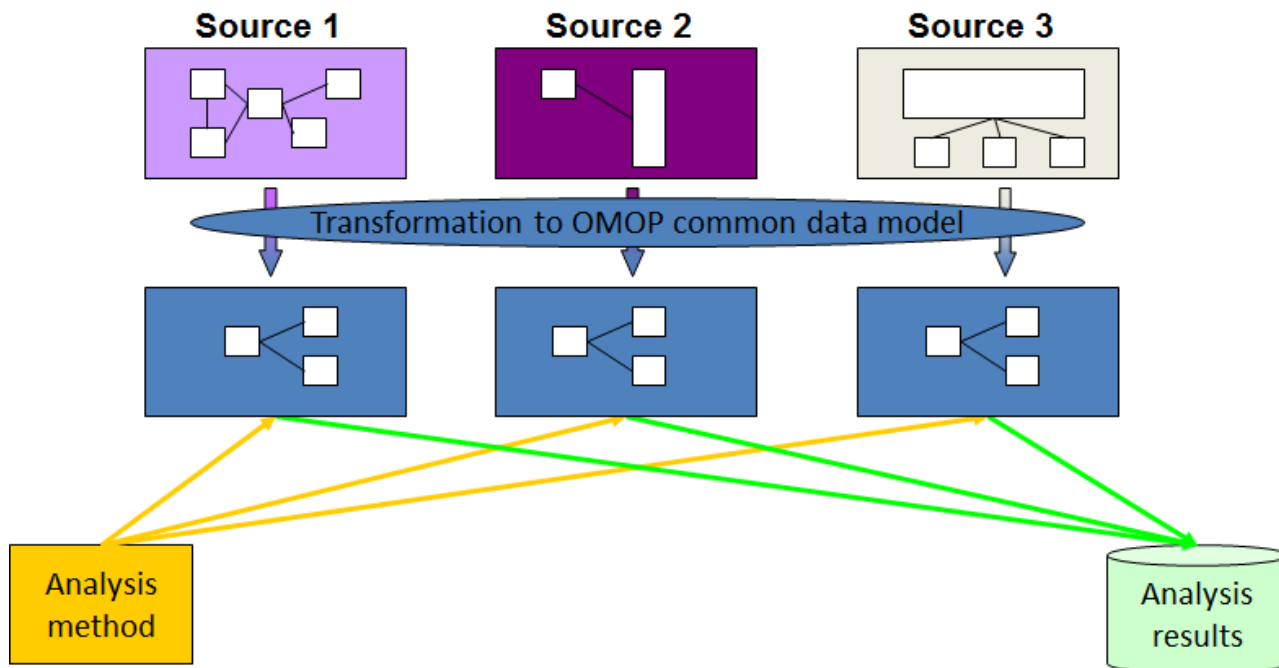 Source 1
Source 2
Source 3
Transformation to OMOP common data model
Analysis
method
Analysis
results